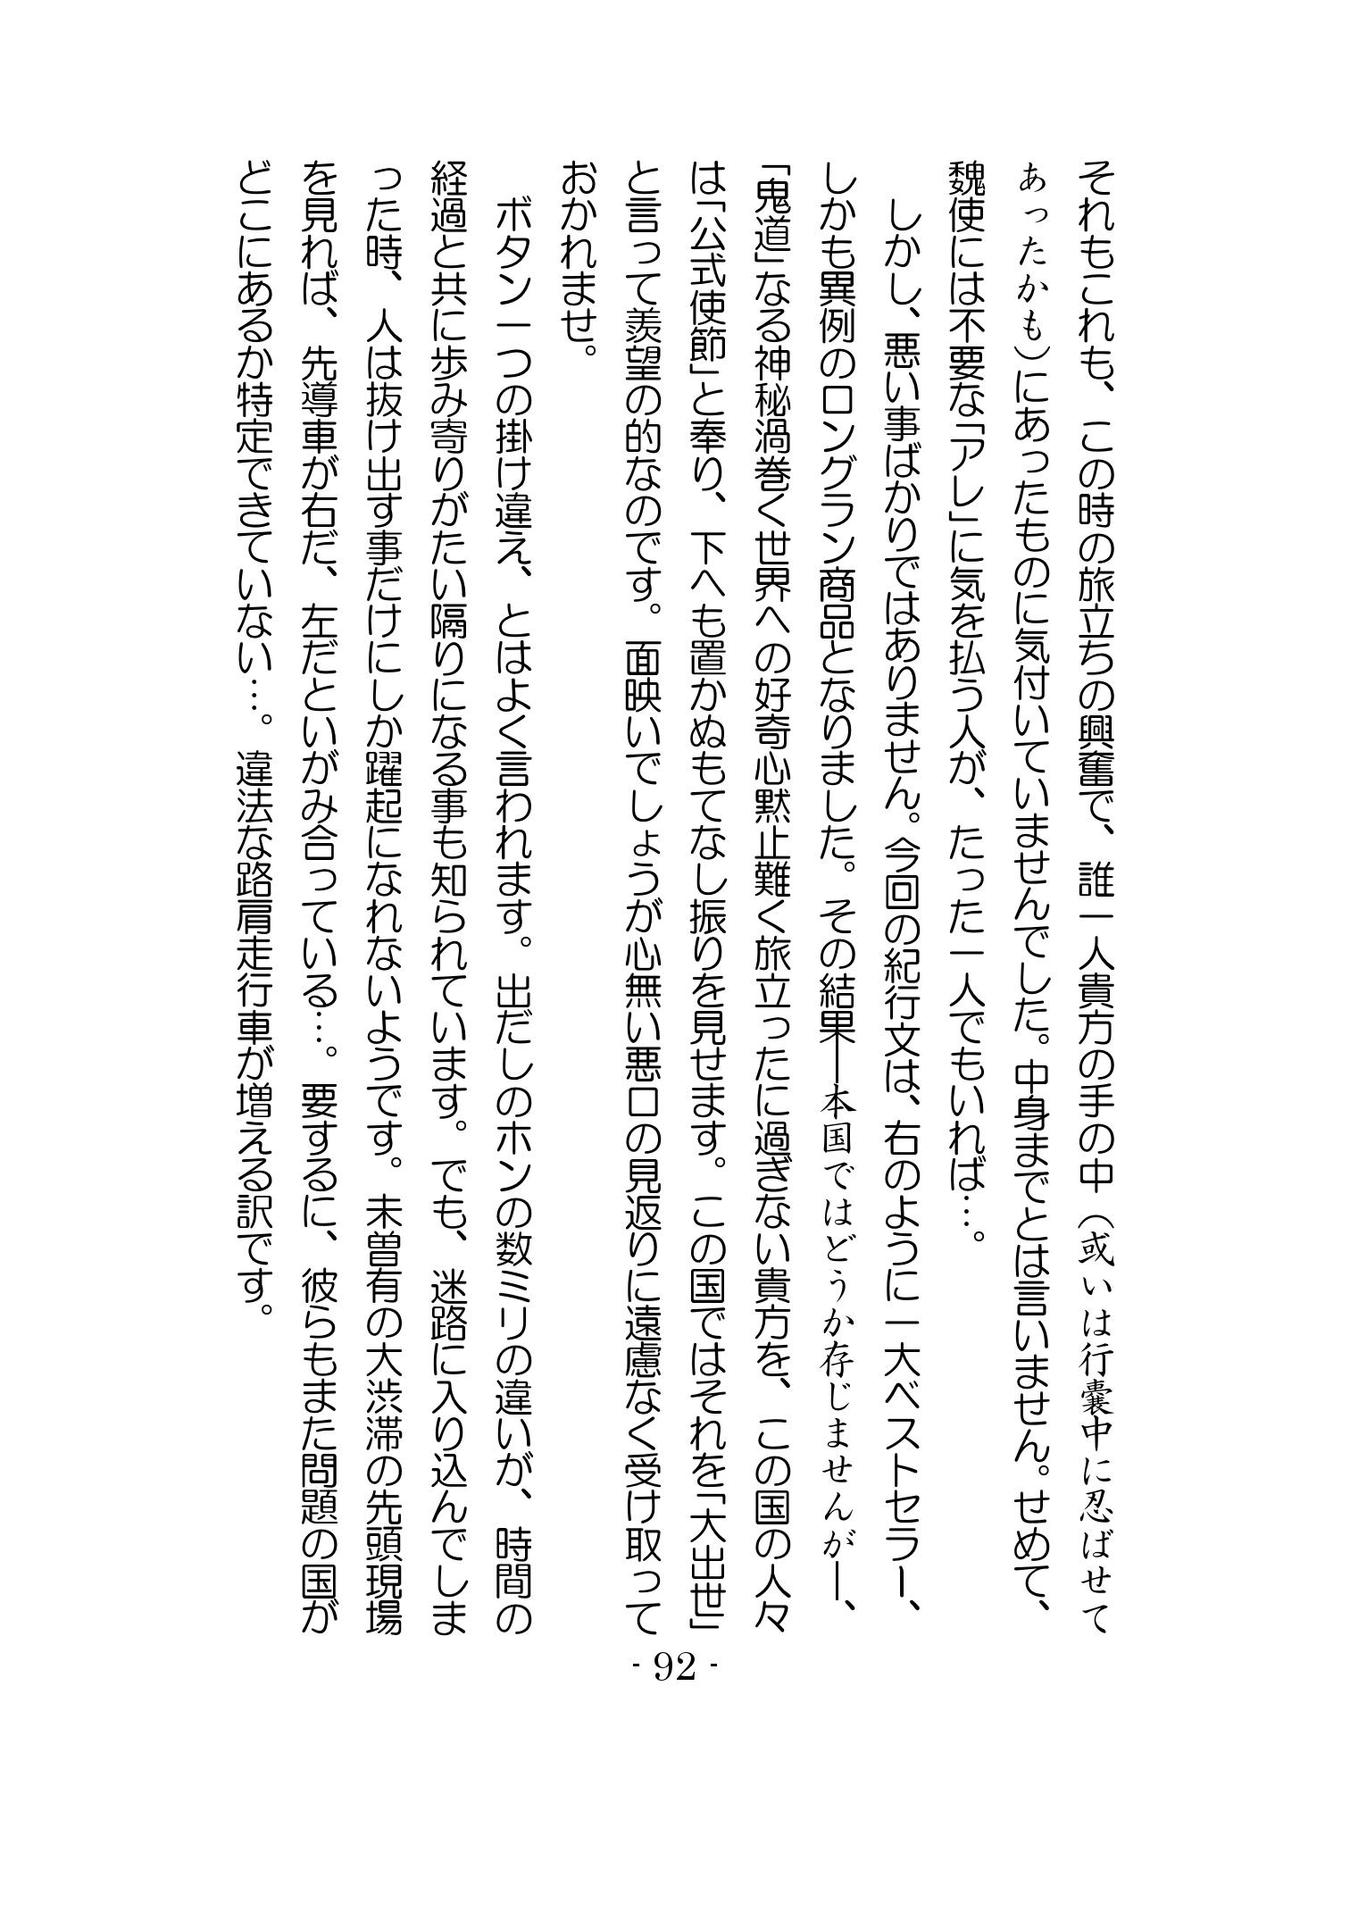 それもこれも、この時の旅立ちの興奮で、誰一人貴方の手の中（或いは行嚢中に忍ばせて
あったかも）にあったものに気付いていませんでした。中身までとは言いません。せめて、
魏使には不要な「アレ」に気を払う人が、たった一人でもいれば…。
しかし、悪い事ばかりではありません。今回の紀行文は、右のように一大ベストセラー、
しかも異例のロングラン商品となりました。その結果―本国ではどうか存じませんが―、
「鬼道」なる神秘渦巻く世界への好奇心黙止難く旅立ったに過ぎない貴方を、この国の人々
は「公式使節」と奉り、下へも置かぬもてなし振りを見せます。この国ではそれを「大出世」
と言って羨望の的なのです。面映いでしょうが心無い悪口の見返りに遠慮なく受け取って
おかれませ。
ボタン一つの掛け違え、とはよく言われます。出だしのホンの数ミリの違いが、時間の
経過と共に歩み寄りがたい隔りになる事も知られています。でも、迷路に入り込んでしま
った時、人は抜け出す事だけにしか躍起になれないようです。未曽有の大渋滞の先頭現場
を見れば、先導車が右だ、左だといがみ合っている…。要するに、彼らもまた問題の国が
どこにあるか特定できていない…。違法な路肩走行車が増える訳です。
- 92 -